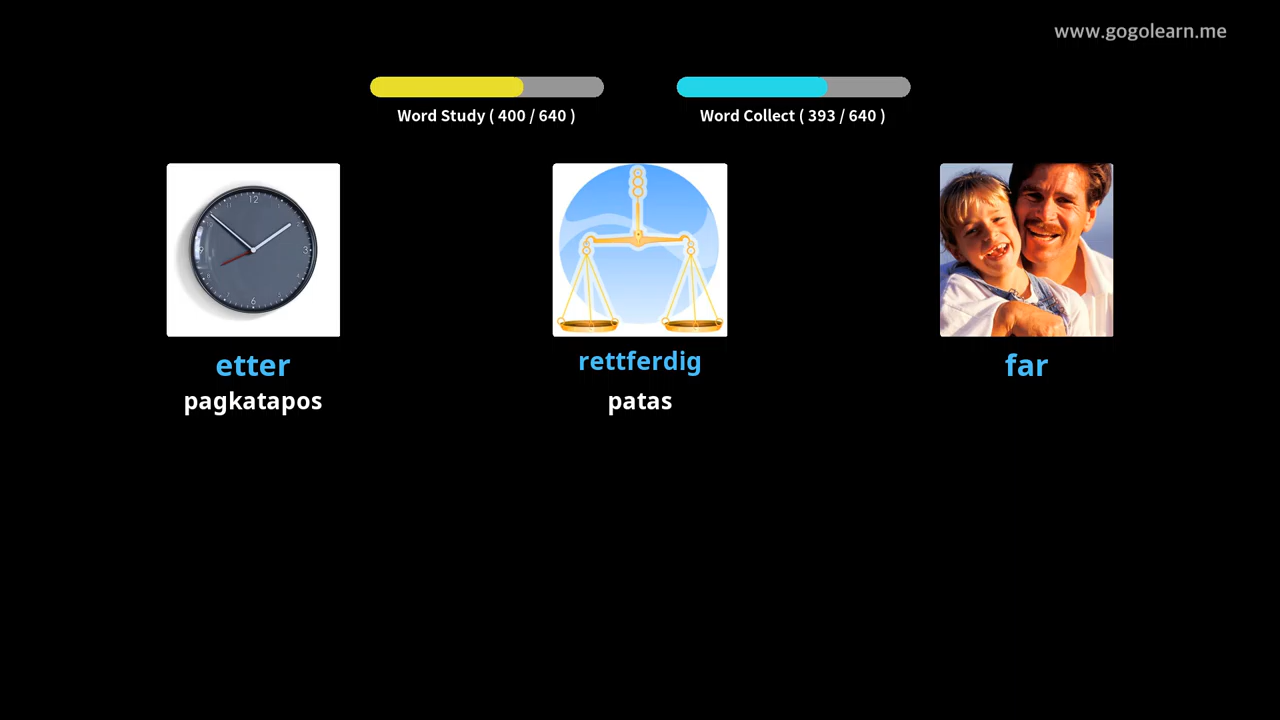 www.gogolearn.me
Word Study ( 400 / 640 )
Word Collect ( 393 / 640 )
etter
rettferdig
far
pagkatapos
patas